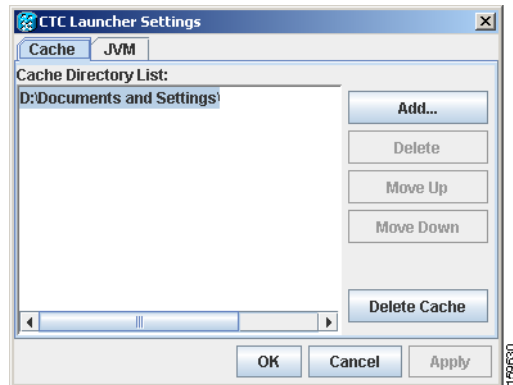 CTC Launcher Settings
Cache JVM
Cache Directory List:
D:\Documents and Settings\
Add...
Delete
Move Up
Move Down
Delete Cache
OK Cancel Apply
159530